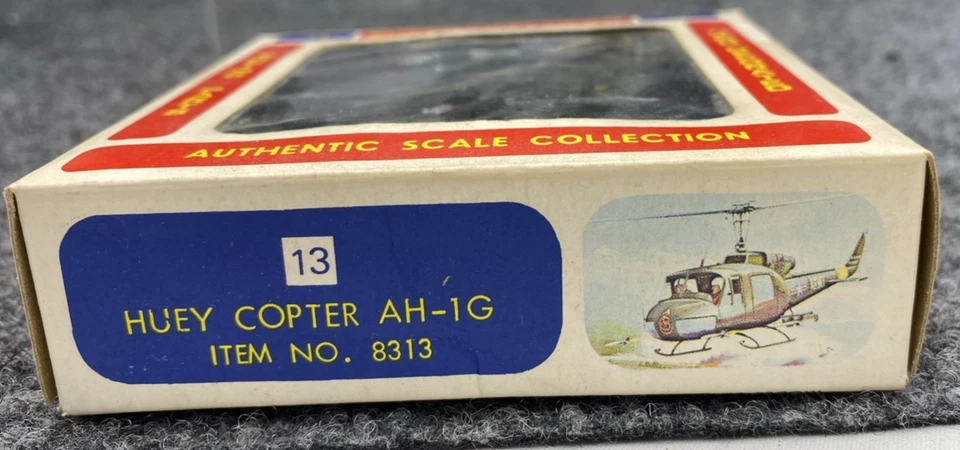 AUTHENTIC SCALE COLLECTION
13
HUEY COPTER AH-1G
ITEM NO. 8313